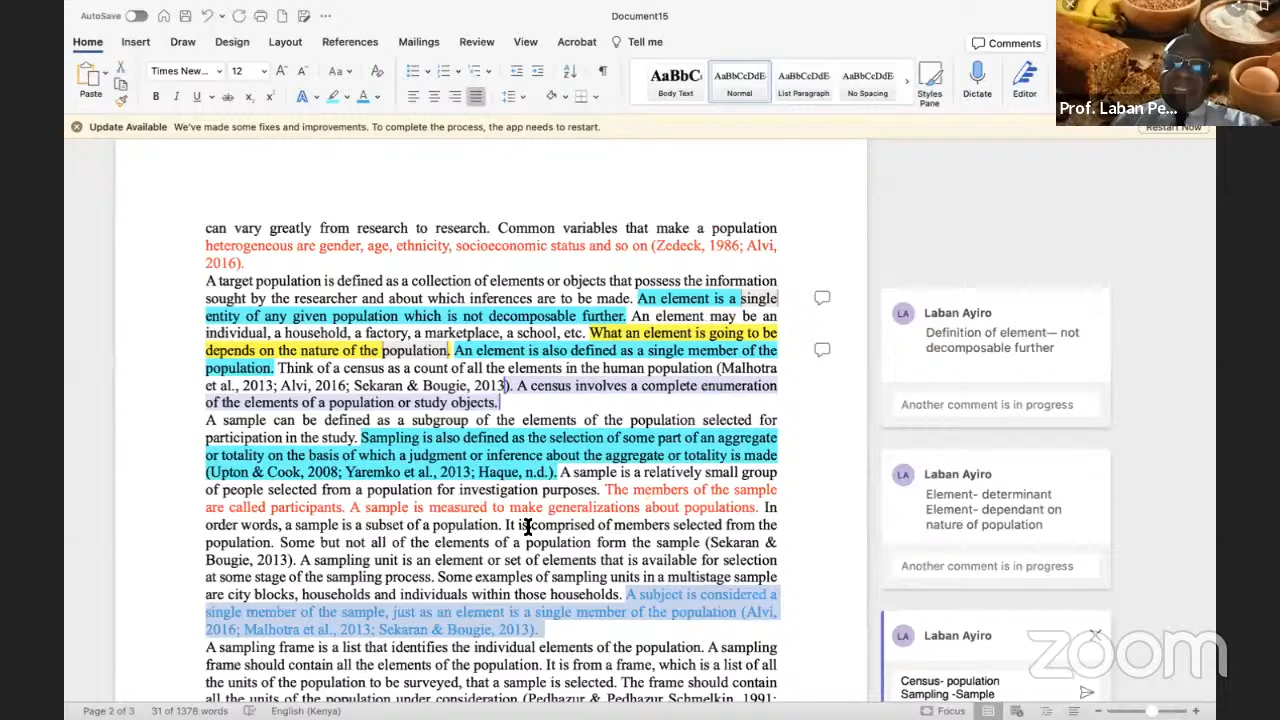 AutoSave
Document15
Home Insert Draw Design Layout References Mailings Review View Acrobat Tell me
Comments
Times New... 12
Paste
AaBbC AaBbCcDdE AaBbCcDdE AaBbCcDdE
Body Text Normal List Paragraph No Spacing
Styles Pane
Dictate
Editor
Prof. Laban Pe...
Update Available We've made some fixes and improvements. To complete the process, the app needs to restart.
Restart Now
can vary greatly from research to research. Common variables that make a population
heterogeneous are gender, age, ethnicity, socioeconomic status and so on (Zedeck, 1986; Alvi,
2016).
A target population is defined as a collection of elements or objects that possess the information
sought by the researcher and about which inferences are to be made. An element is a single
entity of any given population which is not decomposable further. An element may be an
individual, a household, a factory, a marketplace, a school, etc. What an element is going to be
depends on the nature of the population. An element is also defined as a single member of the
population. Think of a census as a count of all the elements in the human population (Malhotra
et al., 2013; Alvi, 2016; Sekaran & Bougie, 2013). A census involves a complete enumeration
of the elements of a population or study objects.
A sample can be defined as a subgroup of the elements of the population selected for
participation in the study. Sampling is also defined as the selection of some part of an aggregate
or totality on the basis of which a judgment or inference about the aggregate or totality is made
(Upton & Cook, 2008; Yaremko et al., 2013; Haque, n.d.). A sample is a relatively small group
of people selected from a population for investigation purposes. The members of the sample
are called participants. A sample is measured to make generalizations about populations. In
order words, a sample is a subset of a population. It is comprised of members selected from the
population. Some but not all of the elements of a population form the sample (Sekaran &
Bougie, 2013). A sampling unit is an element or set of elements that is available for selection
at some stage of the sampling process. Some examples of sampling units in a multistage sample
are city blocks, households and individuals within those households. A subject is considered a
single member of the sample, just as an element is a single member of the population (Alvi,
2016; Malhotra et al., 2013; Sekaran & Bougie, 2013).
A sampling frame is a list that identifies the individual elements of the population. A sampling
frame should contain all the elements of the population. It is from a frame, which is a list of all
the units of the population to be surveyed, that a sample is selected. The frame should contain
all the units of the population under consideration (Pedhazur & Pedhazur Schmelkin, 1991;
LA Laban Ayiro
Definition of element— not
decomposable further
Another comment is in progress
LA Laban Ayiro
Element- determinant
Element- dependant on
nature of population
Another comment is in progress
LA Laban Ayiro
Census- population
Sampling -Sample
zoom
Page 2 of 3 31 of 1378 words English (Kenya) Focus